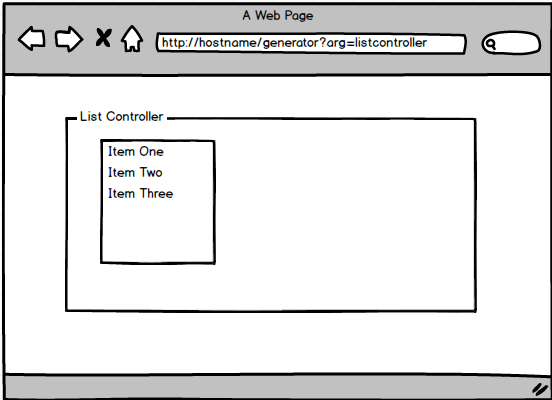 A Web Page
http://hostname/generator?arg=listcontroller
List Controller
Item One
Item Two
Item Three